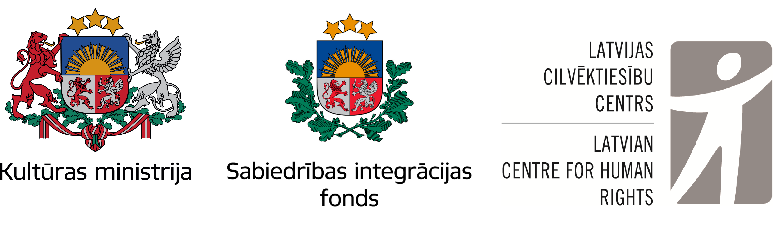 Kultūras ministrija
Sabiedrības integrācijas
fonds
LATVIJAS
CILVĒKTIESĪBU
CENTRS
LATVIAN
CENTRE FOR HUMAN
RIGHTS